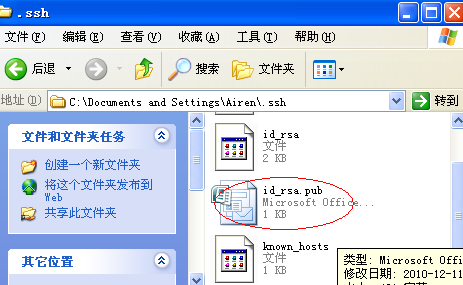 .ssh
文件(F) 编辑(E) 查看(V) 收藏(A) 工具(T) 帮助(H)
后退 搜索 文件夹
地址(D) C:\Documents and Settings\Airen\.ssh 转到
文件和文件夹任务
创建一个新文件夹
将这个文件夹发布到
Web
共享此文件夹
其它位置
id_rsa
文件
2 KB
id_rsa.pub
Microsoft Office...
1 KB
known_hosts
文件
1 KB
类型: Microsoft Offi
修改日期: 2010-12-11